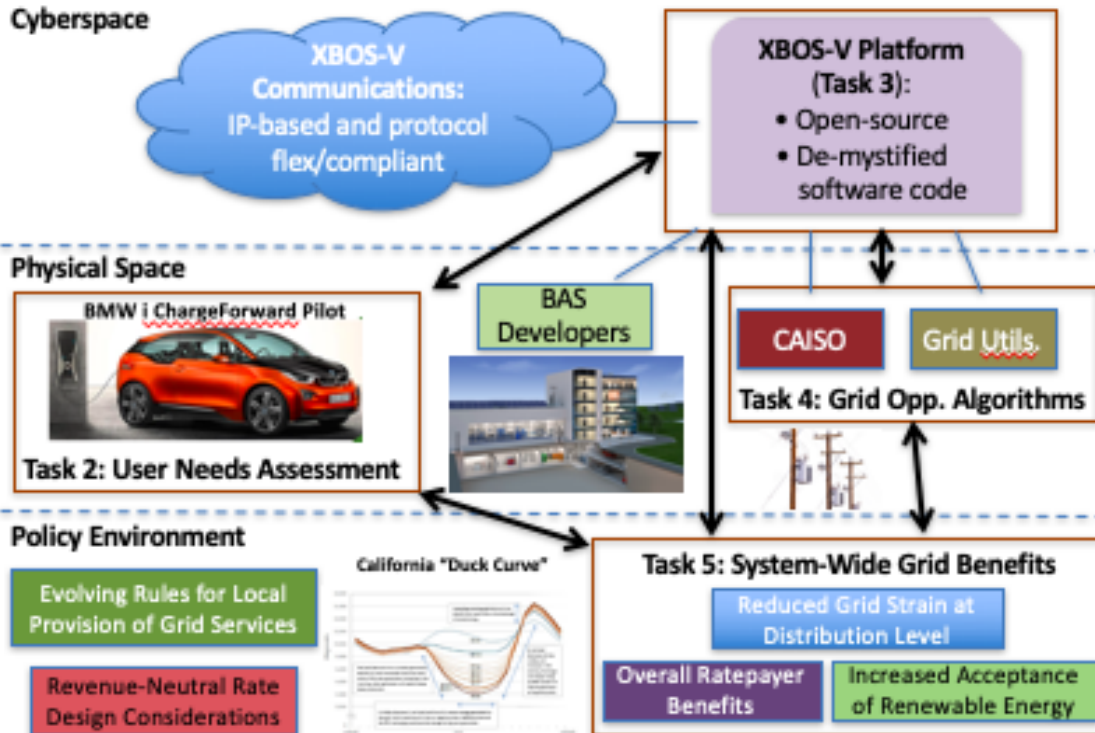 Cyberspace
XBOS-V
Communications:
IP-based and protocol
flex/compliant
XBOS-V Platform
(Task 3):
• Open-source
• De-mystified
software code
Physical Space
BMW i ChargeForward Pilot
Task 2: User Needs Assessment
BAS
Developers
CAISO
Grid Utils.
Task 4: Grid Opp. Algorithms
Policy Environment
Evolving Rules for Local
Provision of Grid Services
Revenue-Neutral Rate
Design Considerations
California "Duck Curve"
Task 5: System-Wide Grid Benefits
Reduced Grid Strain at
Distribution Level
Overall Ratepayer
Benefits
Increased Acceptance
of Renewable Energy